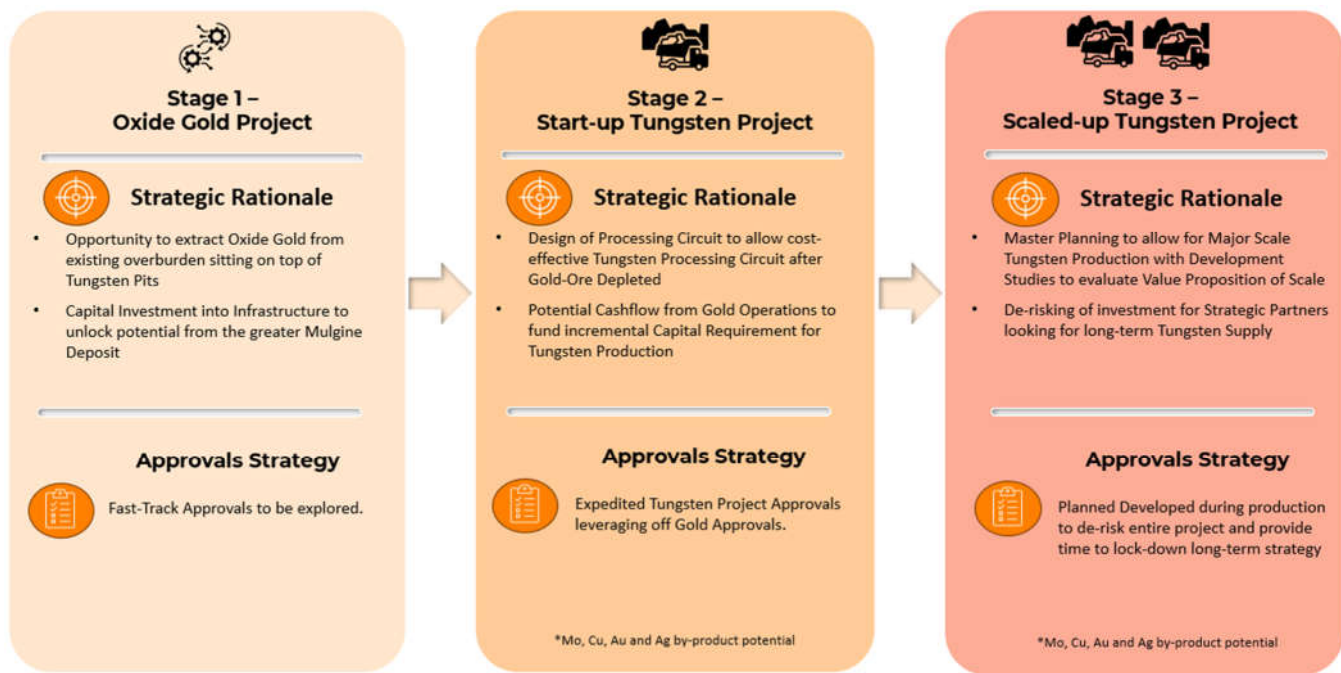 Stage 1 –
Oxide Gold Project
Strategic Rationale
• Opportunity to extract Oxide Gold from
existing overburden sitting on top of
Tungsten Pits
• Capital Investment into Infrastructure to
unlock potential from the greater Mulgine
Deposit
Approvals Strategy
Fast-Track Approvals to be explored.
Stage 2 –
Start-up Tungsten Project
Strategic Rationale
• Design of Processing Circuit to allow cost-
effective Tungsten Processing Circuit after
Gold-Ore Depleted
• Potential Cashflow from Gold Operations to
fund incremental Capital Requirement for
Tungsten Production
Approvals Strategy
Expedited Tungsten Project Approvals
leveraging off Gold Approvals.
*Mo, Cu, Au and Ag by-product potential
Stage 3 –
Scaled-up Tungsten Project
Strategic Rationale
• Master Planning to allow for Major Scale
Tungsten Production with Development
Studies to evaluate Value Proposition of Scale
• De-risking of investment for Strategic Partners
looking for long-term Tungsten Supply
Approvals Strategy
Planned Developed during production
to de-risk entire project and provide
time to lock-down long-term strategy
*Mo, Cu, Au and Ag by-product potential